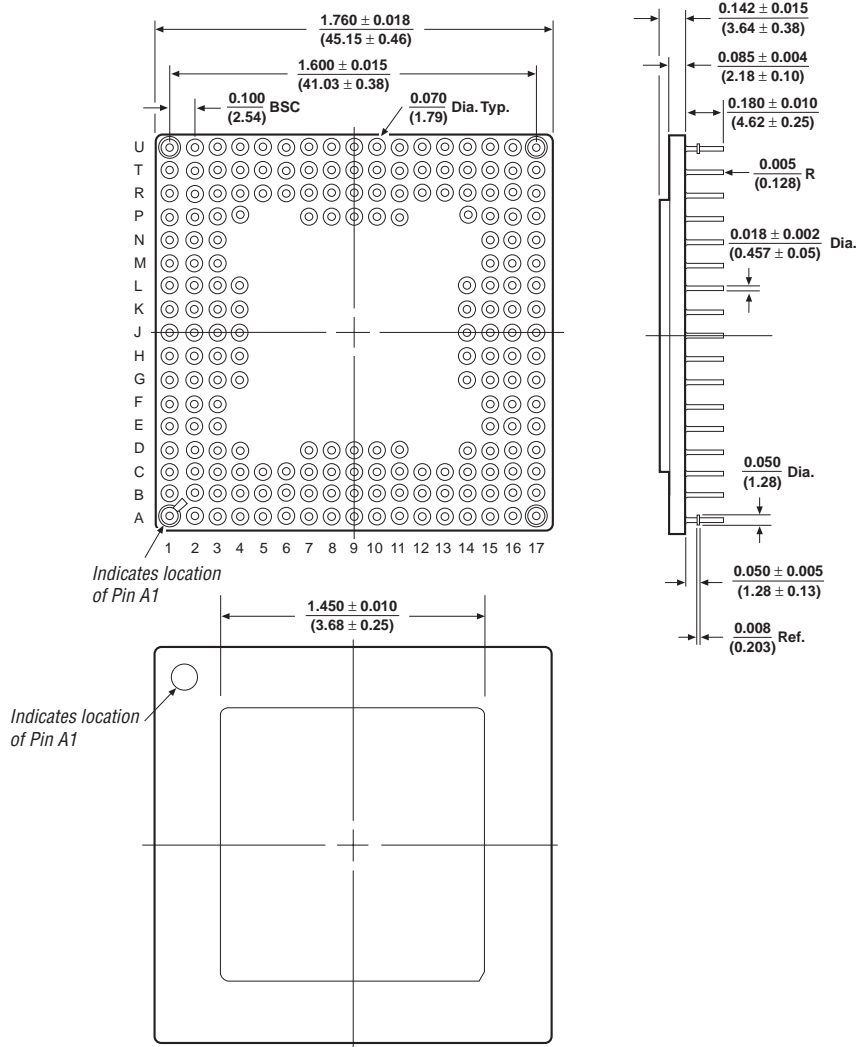 1.760 ± 0.018
(45.15 ± 0.46)
1.600 ± 0.015
(41.03 ± 0.38)
0.100
(2.54)
BSC
0.070
(1.79)
Dia. Typ.
U
T
R
P
N
M
L
K
J
H
G
F
E
D
C
B
A
1 2 3 4 5 6 7 8 9 10 11 12 13 14 15 16 17
Indicates location
of Pin A1
0.142 ± 0.015
(3.64 ± 0.38)
0.085 ± 0.004
(2.18 ± 0.10)
0.180 ± 0.010
(4.62 ± 0.25)
0.005
(0.128)
R
0.018 ± 0.002
(0.457 ± 0.05)
Dia.
0.050
(1.28)
Dia.
0.050 ± 0.005
(1.28 ± 0.13)
0.008
(0.203)
Ref.
1.450 ± 0.010
(3.68 ± 0.25)
Indicates location
of Pin A1